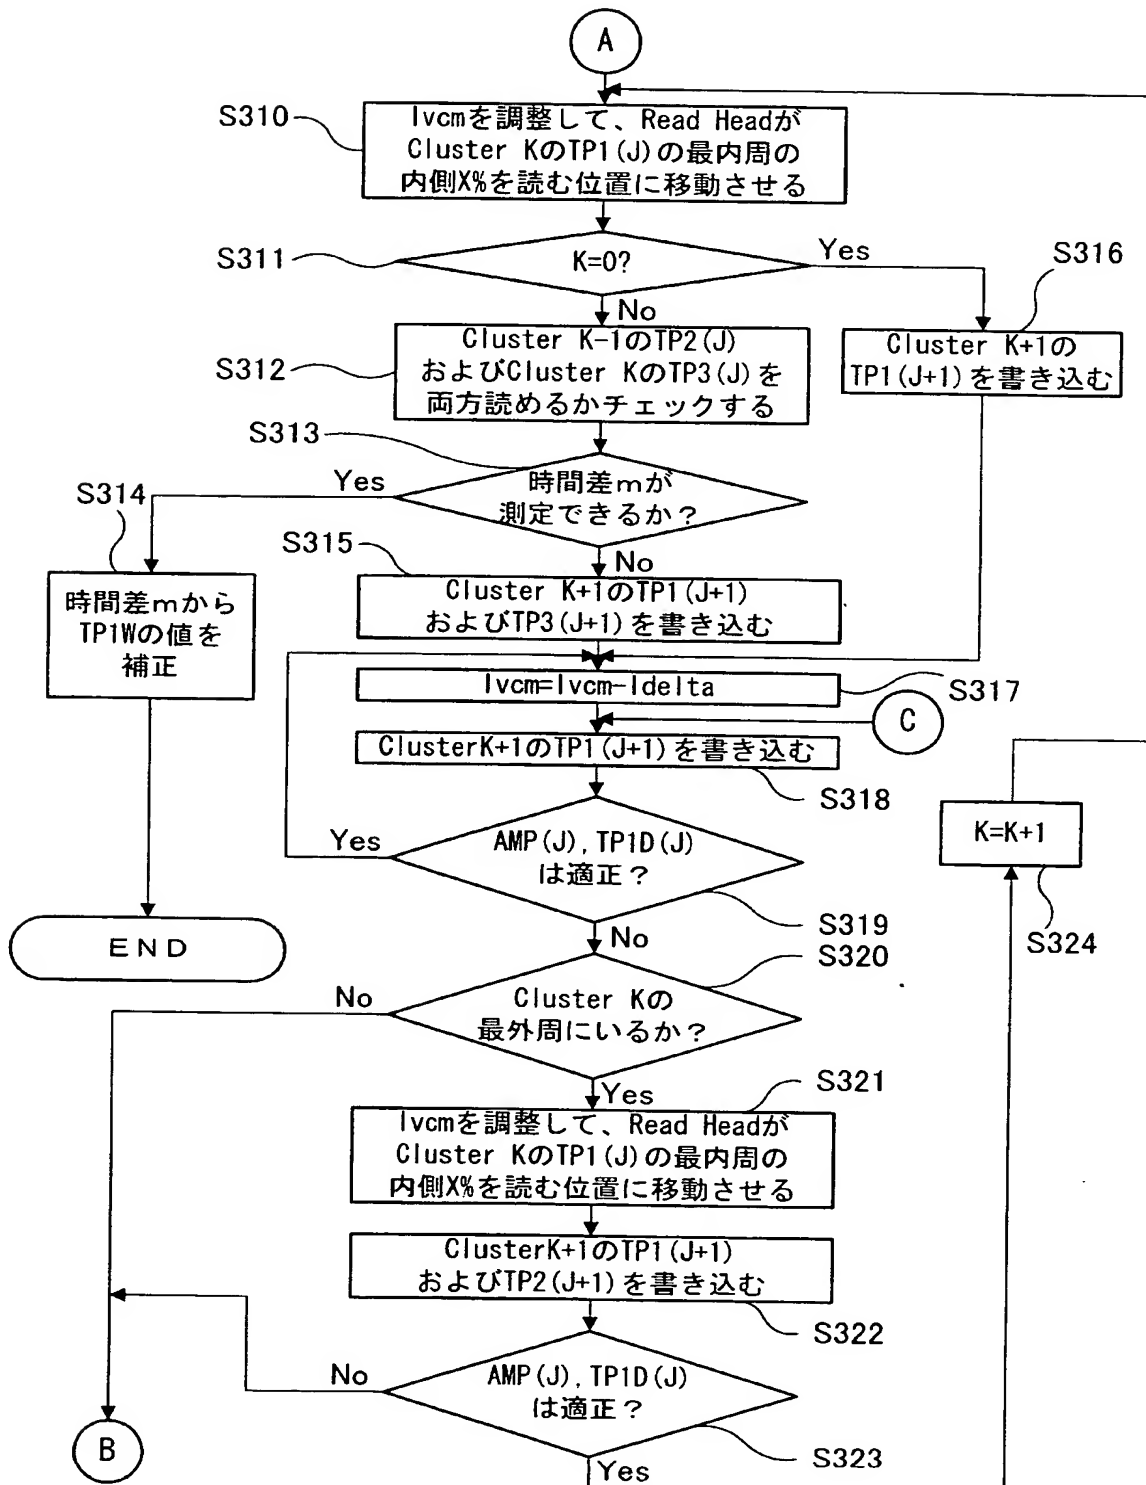 A
S310
Ivcmを調整して、Read Headが
Cluster KのTP1(J)の最内周の
内側X%を読む位置に移動させる
S311
K=0?
Yes
S316
No
Cluster K+1の
TP1(J+1)を書き込む
S312
Cluster K-1のTP2(J)
およびCluster KのTP3(J)を
両方読めるかチェックする
S313
時間差mが
測定できるか?
Yes
S314
No
時間差mから
TP1Wの値を
補正
S315
Cluster K+1のTP1(J+1)
およびTP3(J+1)を書き込む
Ivcm=Ivcm-Idelta
S317
C
ClusterK+1のTP1(J+1)を書き込む
S318
AMP(J),TP1D(J)
は適正?
Yes
S319
No
K=K+1
S324
END
S320
Cluster Kの
最外周にいるか?
No
Yes
S321
Ivcmを調整して、Read Headが
Cluster KのTP1(J)の最内周の
内側X%を読む位置に移動させる
ClusterK+1のTP1(J+1)
およびTP2(J+1)を書き込む
S322
AMP(J),TP1D(J)
は適正?
No
S323
Yes
B